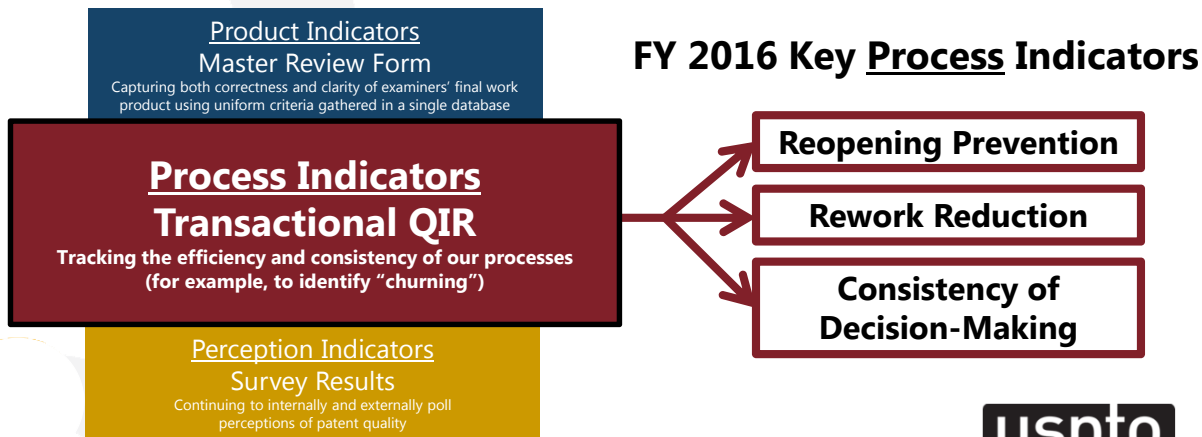 Product Indicators
Master Review Form
Capturing both correctness and clarity of examiners' final work
product using uniform criteria gathered in a single database
FY 2016 Key Process Indicators
Process Indicators
Transactional QIR
Tracking the efficiency and consistency of our processes
(for example, to identify “churning”)
Reopening Prevention
Rework Reduction
Consistency of
Decision-Making
Perception Indicators
Survey Results
Continuing to internally and externally poll
perceptions of patent quality
uspto